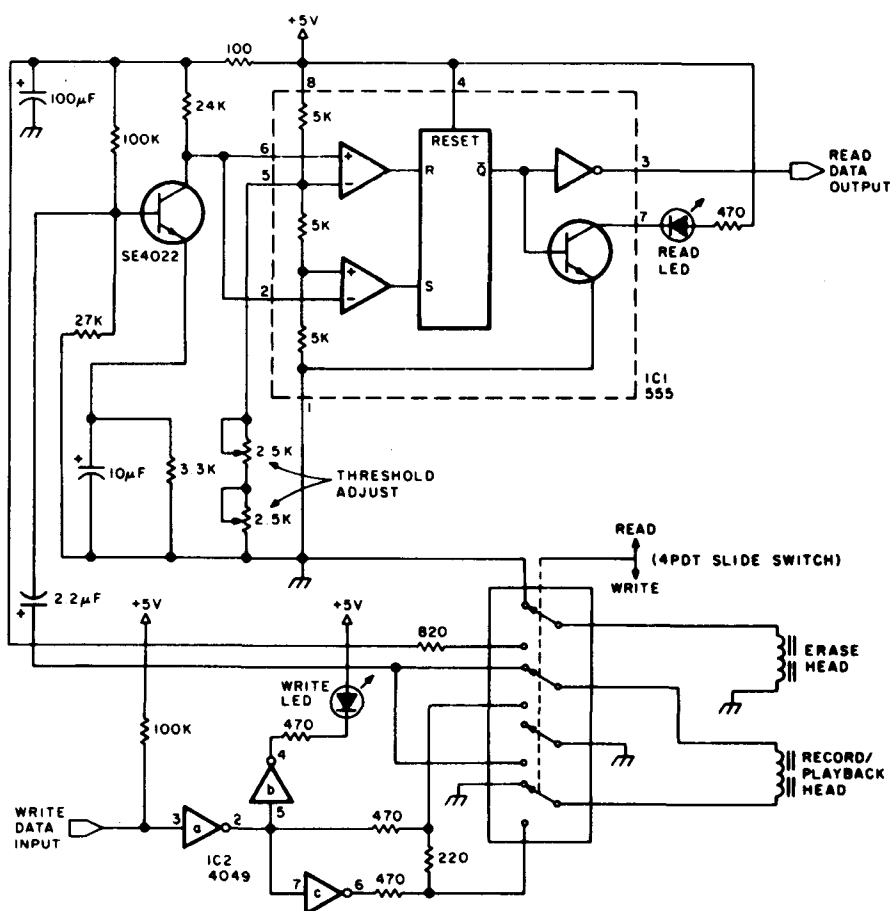 +5V
100
8
4
+
100µF
24K
5K
100K
RESET
6
+
5
-
R
Q̄
3
READ
DATA
OUTPUT
7
470
SE4022
5K
READ
LED
+
2
-
S
27K
5K
1
IC1
555
+
10µF
3.3K
2.5K
THRESHOLD
ADJUST
2.5K
READ
(4PDT SLIDE SWITCH)
WRITE
2.2µF
+
+5V
+5V
820
ERASE
HEAD
WRITE
LED
100K
470
4
b
5
RECORD/
PLAYBACK
HEAD
WRITE
DATA
INPUT
3
a
2
470
IC2
4049
220
7
c
6
470